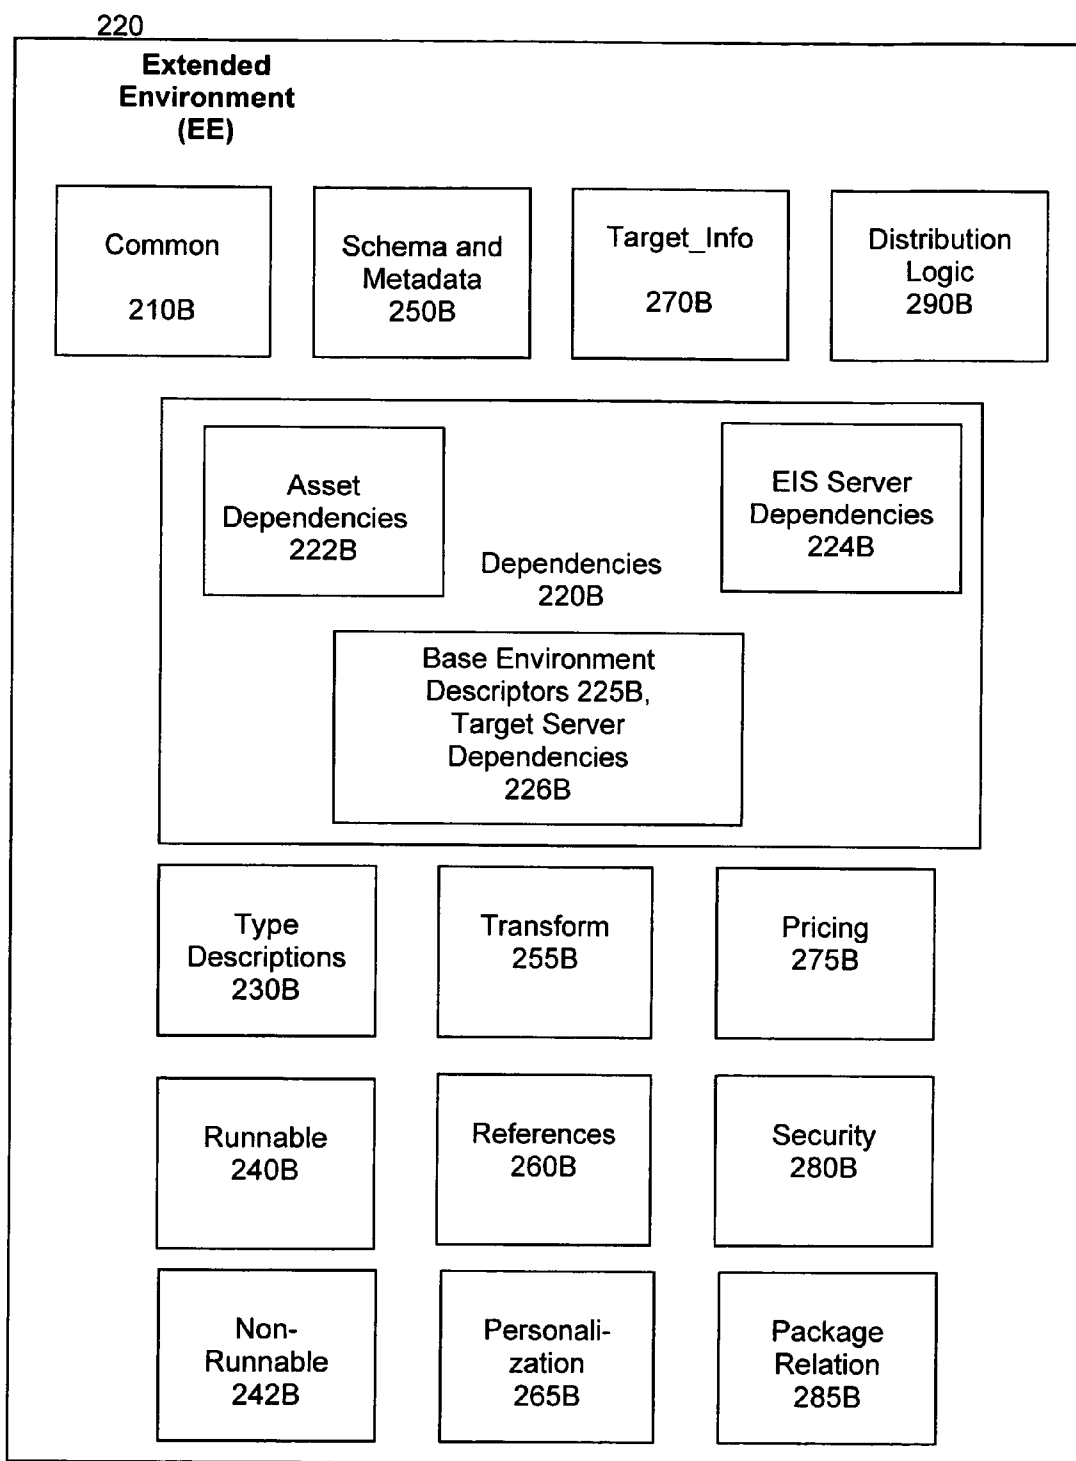 220
Extended
Environment
(EE)
Common
210B
Schema and
Metadata
250B
Target_Info
270B
Distribution
Logic
290B
Asset
Dependencies
222B
EIS Server
Dependencies
224B
Dependencies
220B
Base Environment
Descriptors 225B,
Target Server
Dependencies
226B
Type
Descriptions
230B
Transform
255B
Pricing
275B
Runnable
240B
References
260B
Security
280B
Non-
Runnable
242B
Personali-
zation
265B
Package
Relation
285B